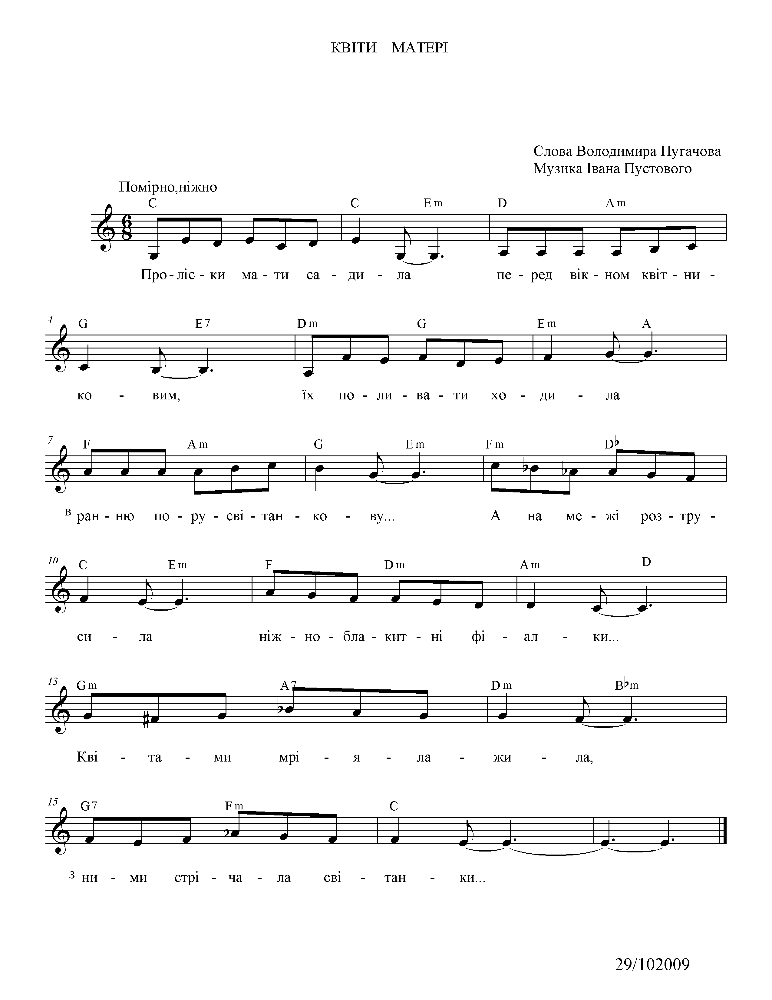 КВІТИ МАТЕРІ
Слова Володимира Пугачова
Музика Івана Пустового
Помірно,ніжно
C C Em D Am
6
8
Про-ліс - ки ма - ти са - ди - ла пе - ред вік - ном квіт - ни -
4
G E7 Dm G Em A
ко - вим, їх по - ли - ва - ти хо - ди - ла
7
F Am G Em Fm D♭
в ран - ню по - ру - сві - тан - ко - ву... А на ме - жі роз - тру -
10
C Em F Dm Am D
си - ла ніж - но - бла - кит - ні фі - ал - ки...
13
Gm A7 Dm B♭m
Кві - та - ми мрі - я - ла - жи - ла,
15
G7 Fm C
з ни - ми стрі - ча - ла сві - тан - ки...
29/102009